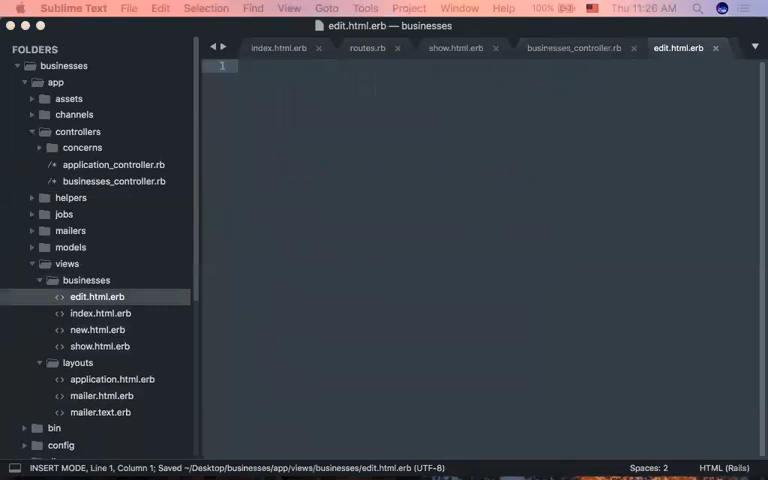 Sublime Text File Edit Selection Find View Goto Tools Project Window Help 100% Thu 11:26 AM
edit.html.erb — businesses
FOLDERS
index.html.erb × routes.rb × show.html.erb × businesses_controller.rb × edit.html.erb ×
1
businesses
app
assets
channels
controllers
concerns
/* application_controller.rb
/* businesses_controller.rb
helpers
jobs
mailers
models
views
businesses
<> edit.html.erb
<> index.html.erb
<> new.html.erb
<> show.html.erb
layouts
<> application.html.erb
<> mailer.html.erb
<> mailer.text.erb
bin
config
INSERT MODE, Line 1, Column 1; Saved ~/Desktop/businesses/app/views/businesses/edit.html.erb (UTF-8) Spaces: 2 HTML (Rails)